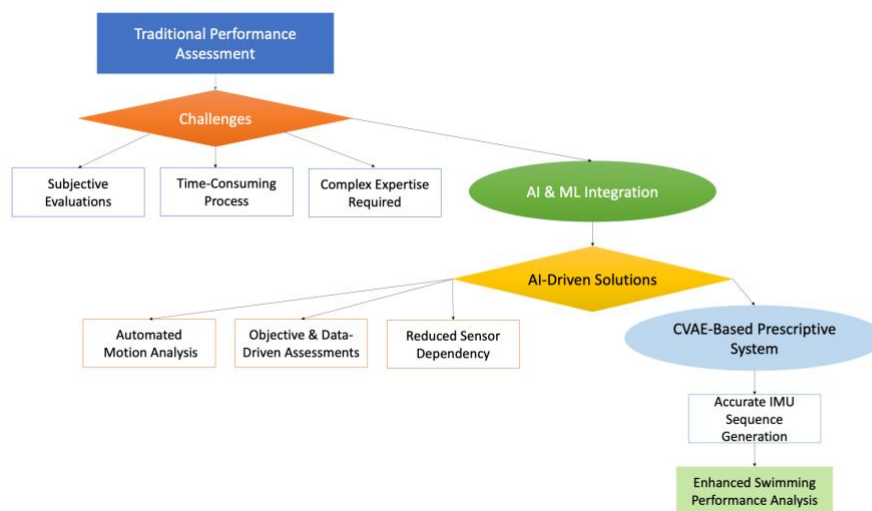 Traditional Performance
Assessment
Challenges
Subjective
Evaluations
Time-Consuming
Process
Complex Expertise
Required
AI & ML Integration
AI-Driven Solutions
Automated
Motion Analysis
Objective & Data-
Driven Assessments
Reduced Sensor
Dependency
CVAE-Based Prescriptive
System
Accurate IMU
Sequence
Generation
Enhanced Swimming
Performance Analysis